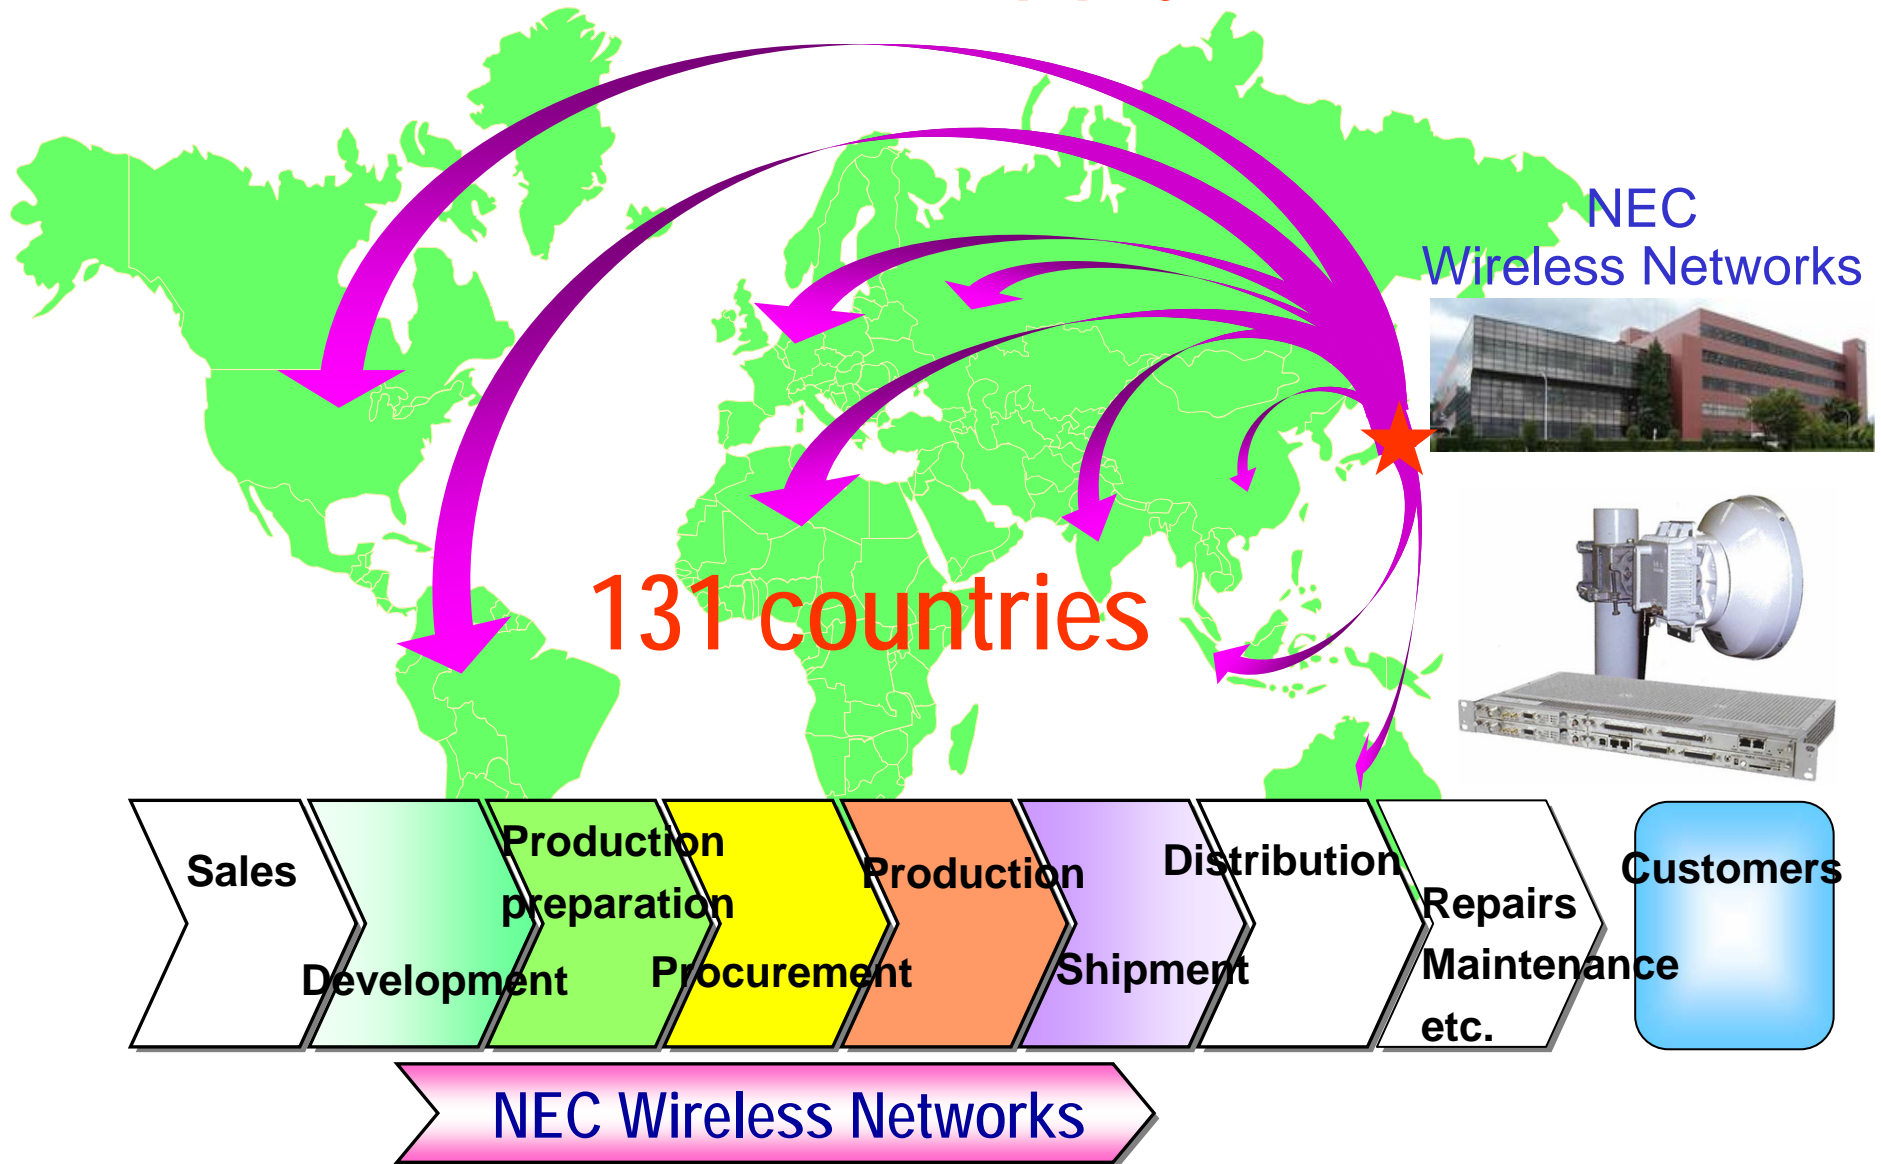 NEC
Wireless Networks
131 countries
Sales
Development
Production
preparation
Procurement
Production
Shipment
Distribution
Repairs
Maintenance
etc.
Customers
NEC Wireless Networks